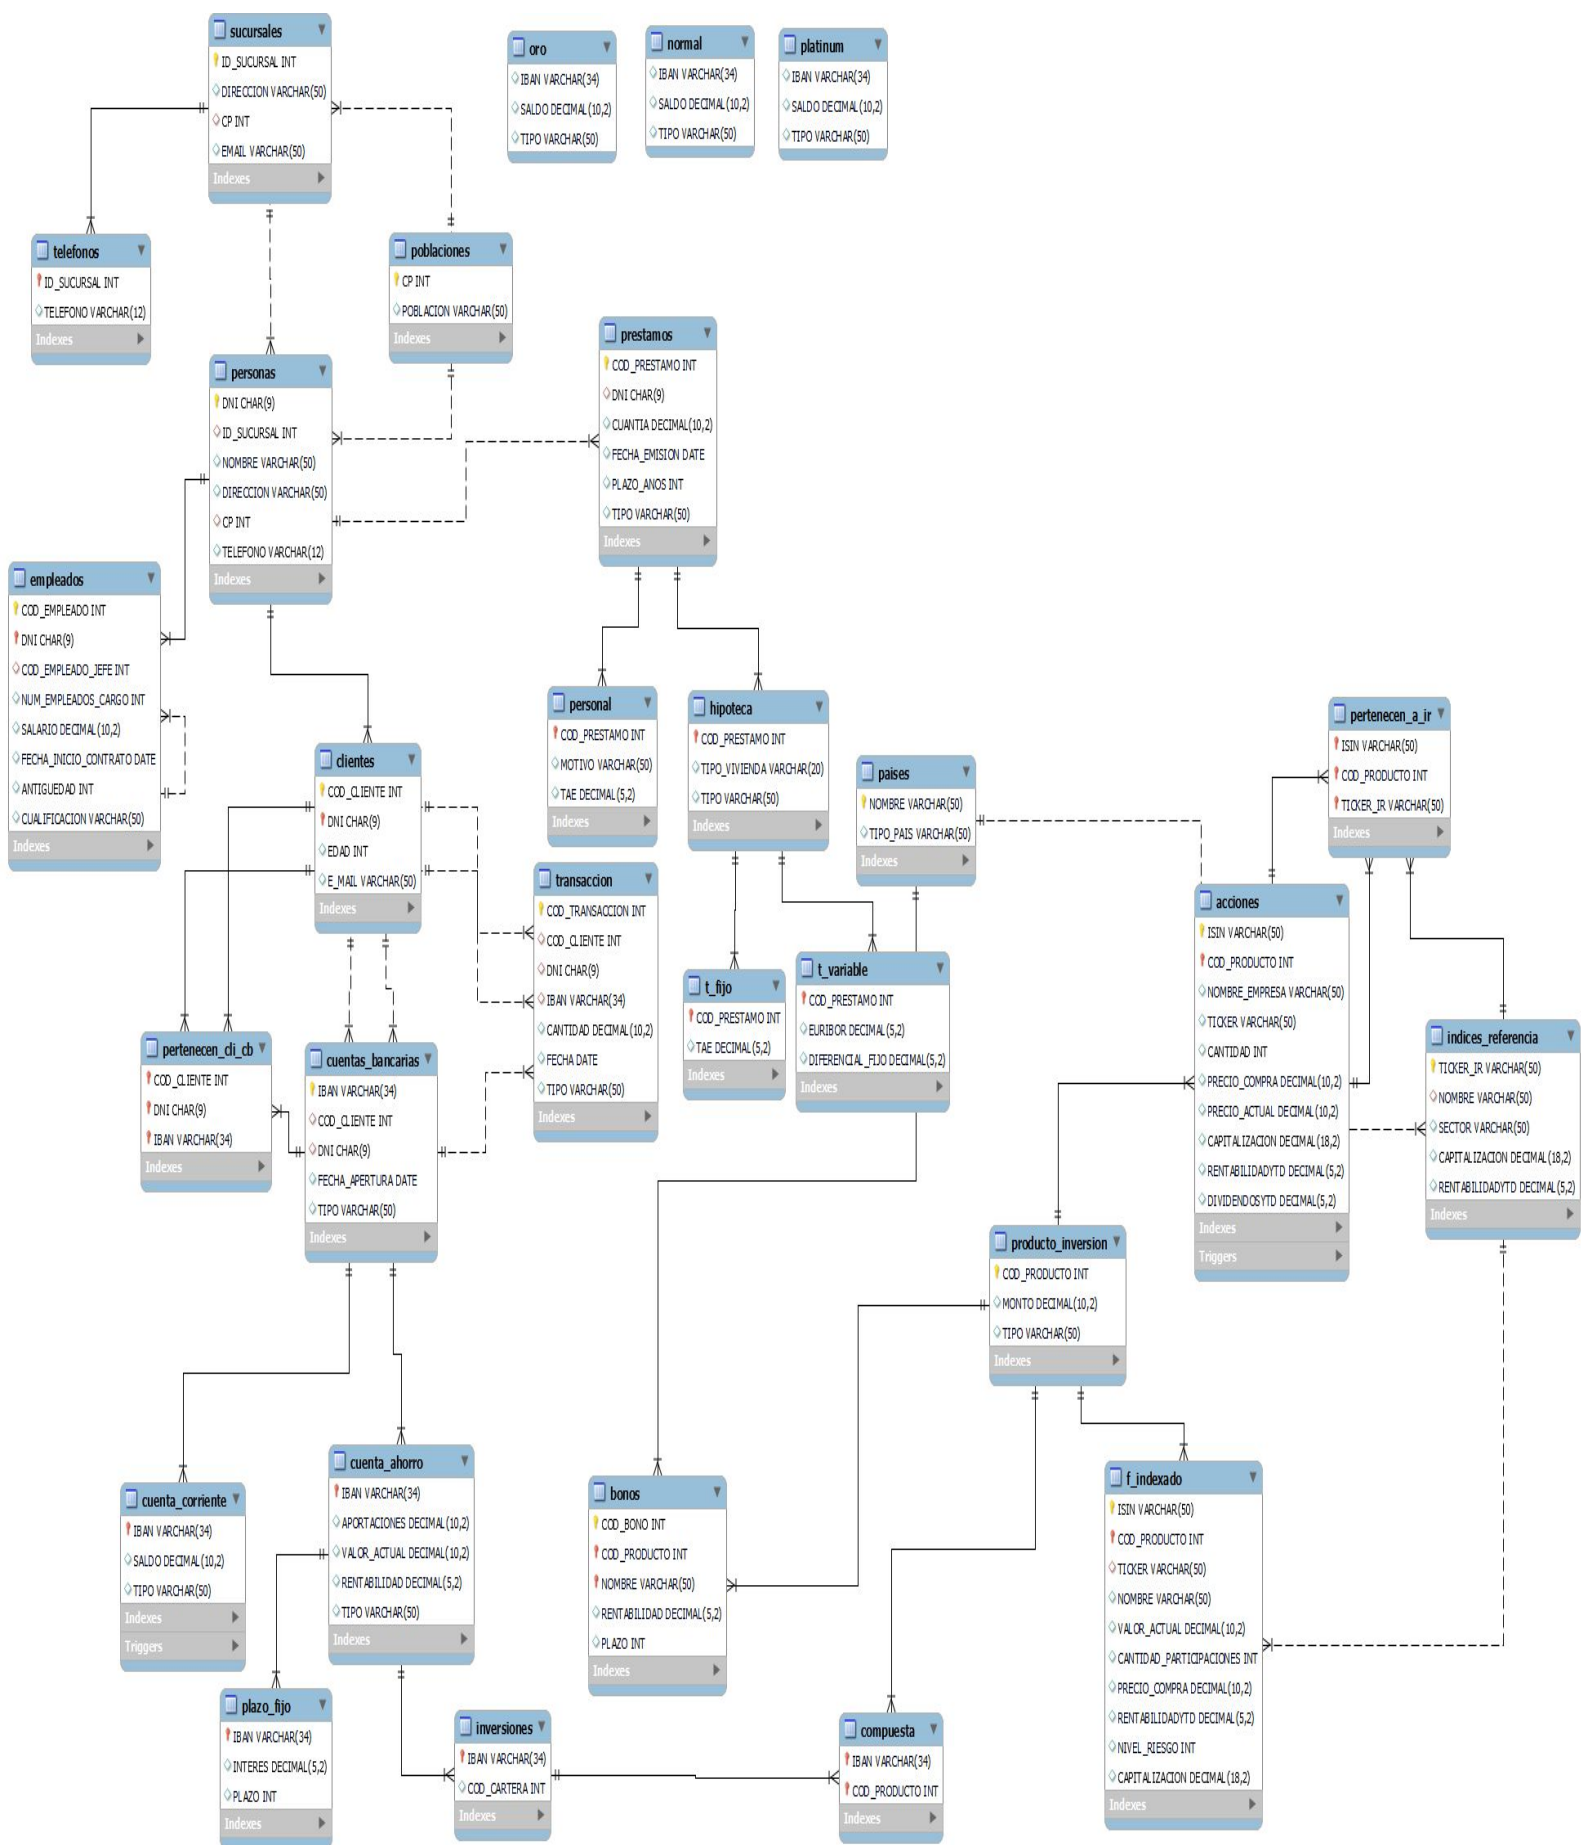 sucursales
ID_SUCURSAL INT
DIRECCION VARCHAR(50)
CP INT
EMAIL VARCHAR(50)
Indexes
oro
IBAN VARCHAR(34)
SALDO DECIMAL(10,2)
TIPO VARCHAR(50)
normal
IBAN VARCHAR(34)
SALDO DECIMAL(10,2)
TIPO VARCHAR(50)
platinum
IBAN VARCHAR(34)
SALDO DECIMAL(10,2)
TIPO VARCHAR(50)
telefonos
ID_SUCURSAL INT
TELEFONO VARCHAR(12)
Indexes
poblaciones
CP INT
POBLACION VARCHAR(50)
Indexes
personas
DNI CHAR(9)
ID_SUCURSAL INT
NOMBRE VARCHAR(50)
DIRECCION VARCHAR(50)
CP INT
TELEFONO VARCHAR(12)
Indexes
prestamos
COD_PRESTAMO INT
DNI CHAR(9)
CUANTIA DECIMAL(10,2)
FECHA_EMISION DATE
PLAZO_ANOS INT
TIPO VARCHAR(50)
Indexes
empleados
COD_EMPLEADO INT
DNI CHAR(9)
COD_EMPLEADO_JEFE INT
NUM_EMPLEADOS_CARGO INT
SALARIO DECIMAL(10,2)
FECHA_INICIO_CONTRATO DATE
ANTIGUEDAD INT
CUALIFICACION VARCHAR(50)
Indexes
clientes
COD_CLIENTE INT
DNI CHAR(9)
EDAD INT
E_MAIL VARCHAR(50)
Indexes
personal
COD_PRESTAMO INT
MOTIVO VARCHAR(50)
TAE DECIMAL(5,2)
Indexes
hipoteca
COD_PRESTAMO INT
TIPO_VIVIENDA VARCHAR(20)
TIPO VARCHAR(50)
Indexes
paises
NOMBRE VARCHAR(50)
TIPO_PAIS VARCHAR(50)
Indexes
pertenecen_a_ir
ISIN VARCHAR(50)
COD_PRODUCTO INT
TICKER_IR VARCHAR(50)
Indexes
transaccion
COD_TRANSACCION INT
COD_CLIENTE INT
DNI CHAR(9)
IBAN VARCHAR(34)
CANTIDAD DECIMAL(10,2)
FECHA DATE
TIPO VARCHAR(50)
Indexes
acciones
ISIN VARCHAR(50)
COD_PRODUCTO INT
NOMBRE_EMPRESA VARCHAR(50)
TICKER VARCHAR(50)
CANTIDAD INT
PRECIO_COMPRA DECIMAL(10,2)
PRECIO_ACTUAL DECIMAL(10,2)
CAPITALIZACION DECIMAL(18,2)
RENTABILIDADYTD DECIMAL(5,2)
DIVIDENDOSYTD DECIMAL(5,2)
Indexes
Triggers
t_fijo
COD_PRESTAMO INT
TAE DECIMAL(5,2)
Indexes
t_variable
COD_PRESTAMO INT
EURIBOR DECIMAL(5,2)
DIFERENCIAL_FIJO DECIMAL(5,2)
Indexes
indices_referencia
TICKER_IR VARCHAR(50)
NOMBRE VARCHAR(50)
SECTOR VARCHAR(50)
CAPITALIZACION DECIMAL(18,2)
RENTABILIDADYTD DECIMAL(5,2)
Indexes
pertenecen_cli_cb
COD_CLIENTE INT
DNI CHAR(9)
IBAN VARCHAR(34)
Indexes
cuentas_bancarias
IBAN VARCHAR(34)
COD_CLIENTE INT
DNI CHAR(9)
FECHA_APERTURA DATE
TIPO VARCHAR(50)
Indexes
producto_inversion
COD_PRODUCTO INT
MONTO DECIMAL(10,2)
TIPO VARCHAR(50)
Indexes
cuenta_corriente
IBAN VARCHAR(34)
SALDO DECIMAL(10,2)
TIPO VARCHAR(50)
Indexes
Triggers
cuenta_ahorro
IBAN VARCHAR(34)
APORTACIONES DECIMAL(10,2)
VALOR_ACTUAL DECIMAL(10,2)
RENTABILIDAD DECIMAL(5,2)
TIPO VARCHAR(50)
Indexes
bonos
COD_BONO INT
COD_PRODUCTO INT
NOMBRE VARCHAR(50)
RENTABILIDAD DECIMAL(5,2)
PLAZO INT
Indexes
f_indexado
ISIN VARCHAR(50)
COD_PRODUCTO INT
TICKER VARCHAR(50)
NOMBRE VARCHAR(50)
VALOR_ACTUAL DECIMAL(10,2)
CANTIDAD_PARTICIPACIONES INT
PRECIO_COMPRA DECIMAL(10,2)
RENTABILIDADYTD DECIMAL(5,2)
NIVEL_RIESGO INT
CAPITALIZACION DECIMAL(18,2)
Indexes
plazo_fijo
IBAN VARCHAR(34)
INTERES DECIMAL(5,2)
PLAZO INT
Indexes
inversiones
IBAN VARCHAR(34)
COD_CARTERA INT
Indexes
compuesta
IBAN VARCHAR(34)
COD_PRODUCTO INT
Indexes